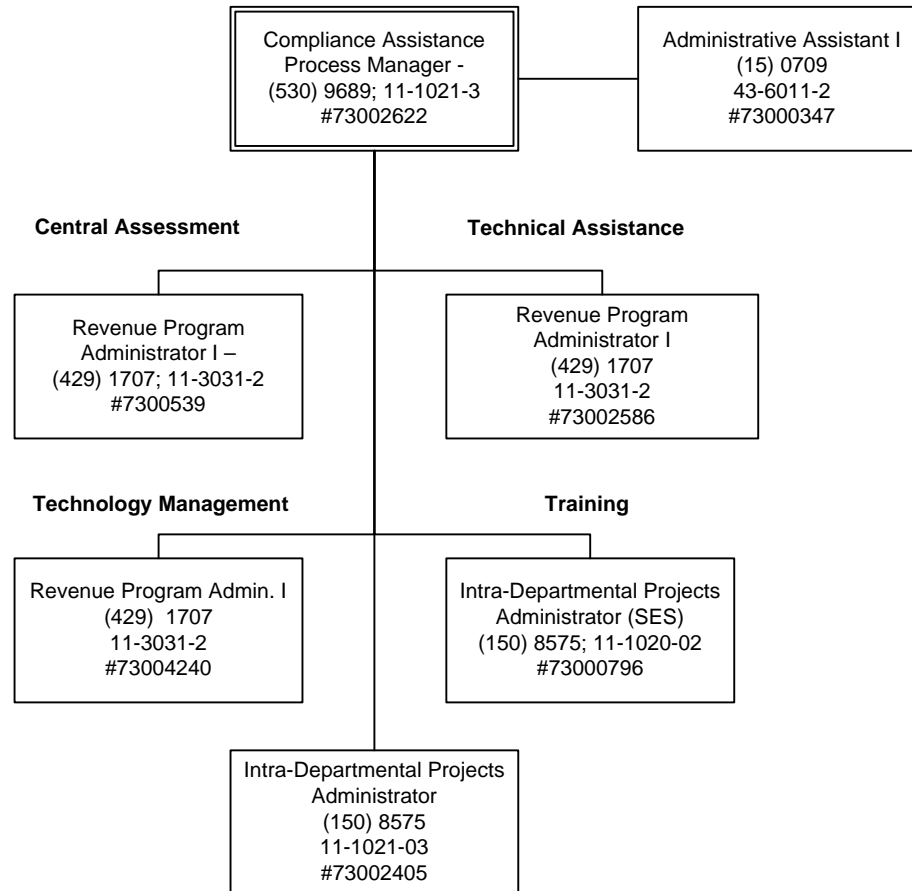 Compliance Assistance
Process Manager -
(530) 9689; 11-1021-3
#73002622
Administrative Assistant I
(15) 0709
43-6011-2
#73000347
Central Assessment
Technical Assistance
Revenue Program
Administrator I –
(429) 1707; 11-3031-2
#7300539
Revenue Program
Administrator I
(429) 1707
11-3031-2
#73002586
Technology Management
Training
Revenue Program Admin. I
(429)  1707
11-3031-2
#73004240
Intra-Departmental Projects
Administrator (SES)
(150) 8575; 11-1020-02
#73000796
Intra-Departmental Projects
Administrator
(150) 8575
11-1021-03
#73002405